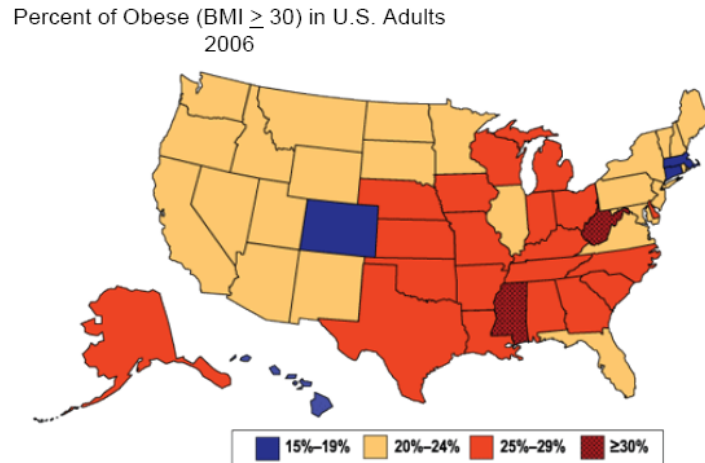 Percent of Obese (BMI ≥ 30) in U.S. Adults
2006
15%–19% 20%–24% 25%–29% ≥30%